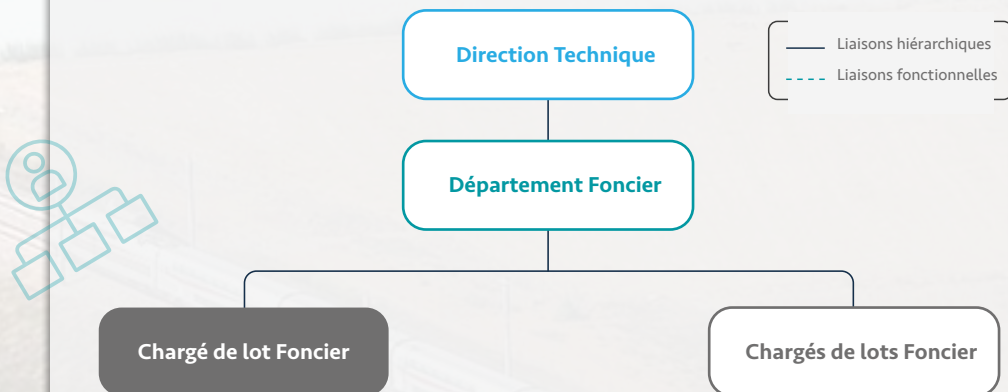 Direction Technique
Liaisons hiérarchiques
Liaisons fonctionnelles
Département Foncier
Chargé de lot Foncier
Chargés de lots Foncier